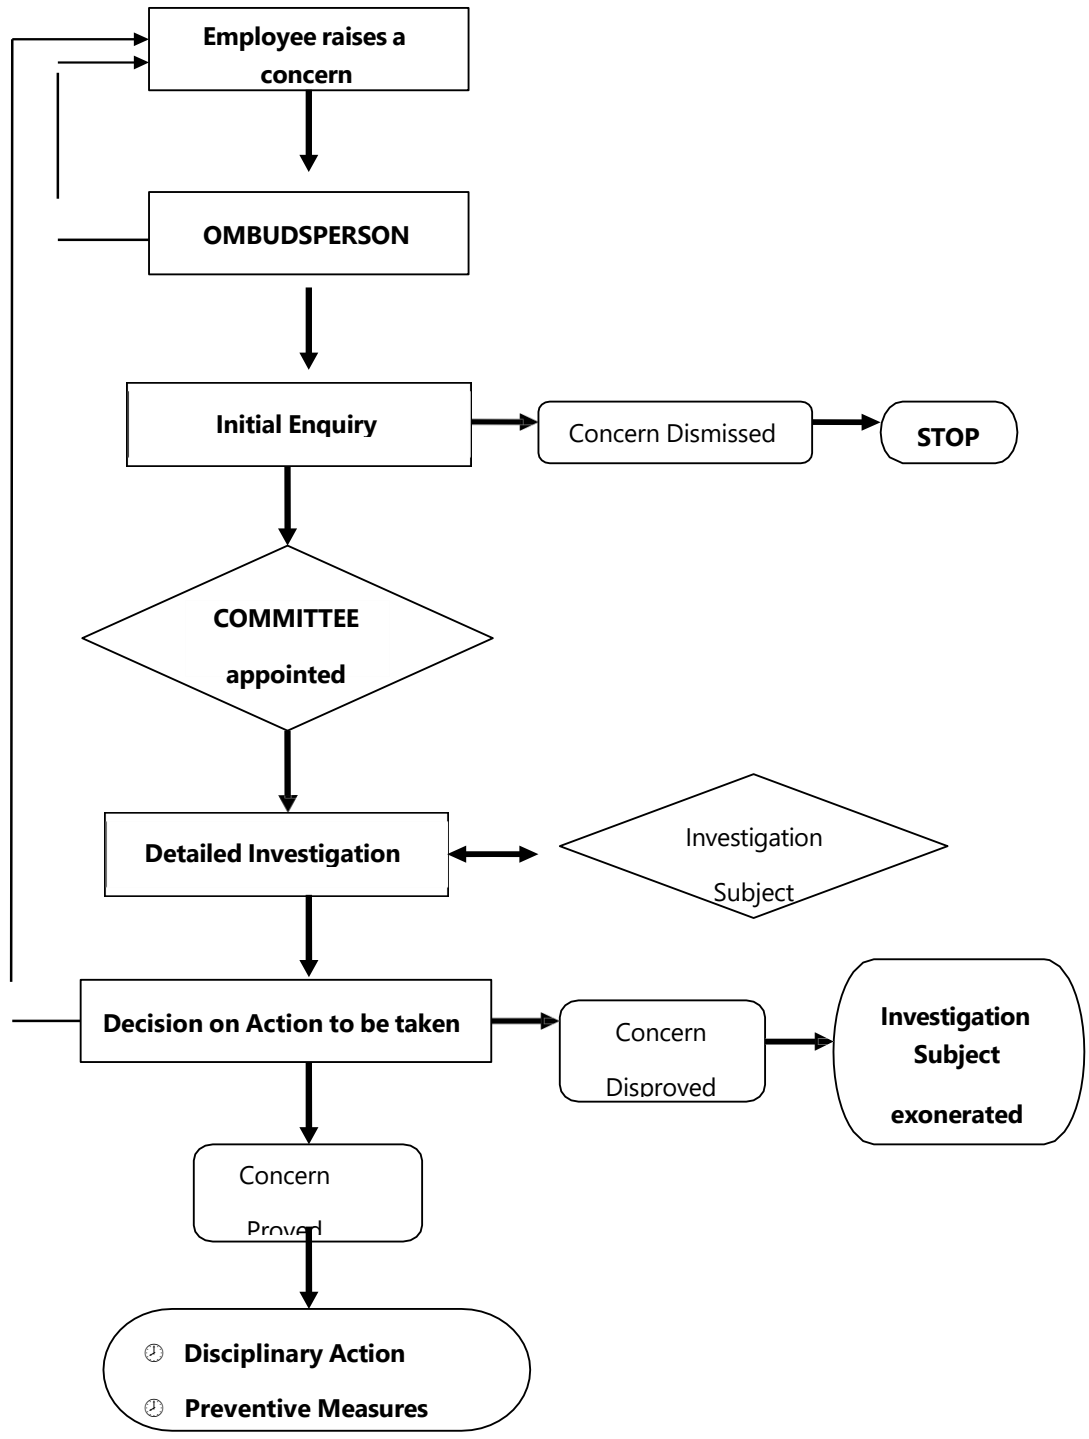 Employee raises a
concern
OMBUDSPERSON
Initial Enquiry
Concern Dismissed
STOP
COMMITTEE
appointed
Detailed Investigation
Investigation
Subject
Decision on Action to be taken
Concern
Disproved
Investigation
Subject
exonerated
Concern
Proved
Disciplinary Action
Preventive Measures